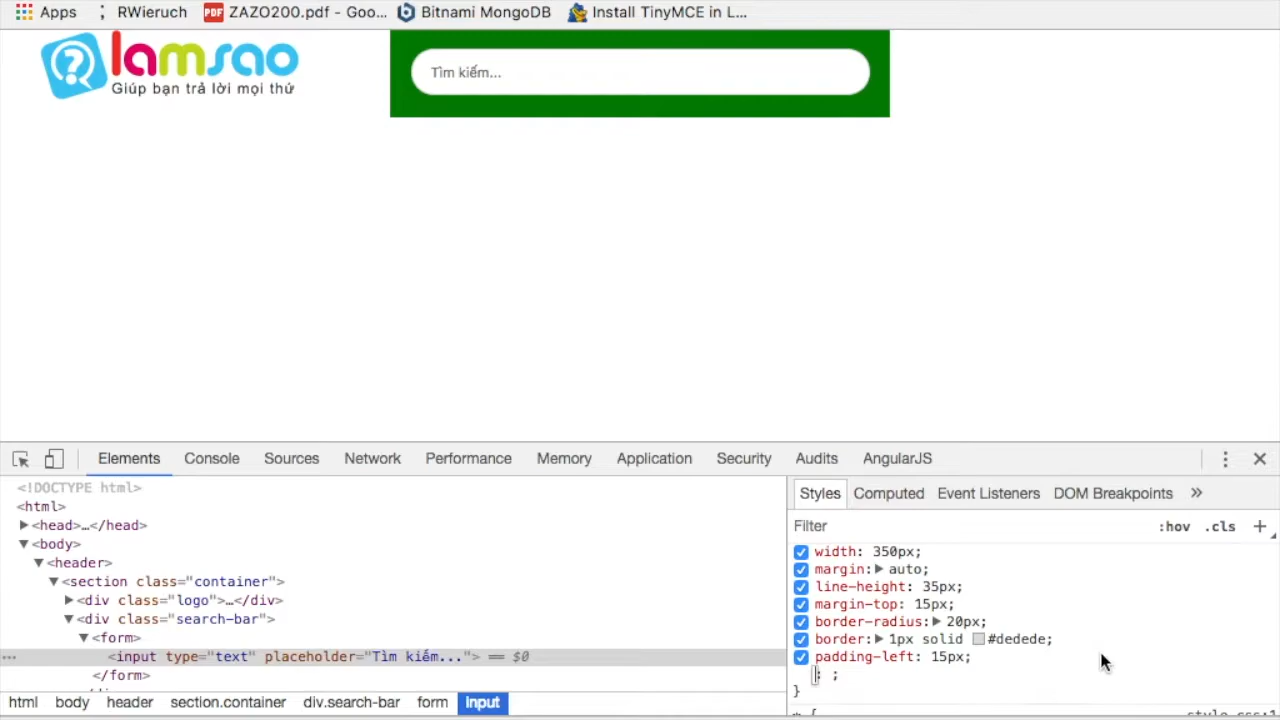 Apps RWieruch PDF ZAZO200.pdf - Goo... Bitnami MongoDB Install TinyMCE in L...
lamsao
Giúp bạn trả lời mọi thứ
Tìm kiếm...
Elements Console Sources Network Performance Memory Application Security Audits AngularJS
<!DOCTYPE html>
<html>
<head>…</head>
<body>
<header>
<section class="container">
<div class="logo">…</div>
<div class="search-bar">
<form>
<input type="text" placeholder="Tìm kiếm..."> == $0
</form>
html body header section.container div.search-bar form input
Styles Computed Event Listeners DOM Breakpoints »
Filter :hov .cls +
width: 350px;
margin: auto;
line-height: 35px;
margin-top: 15px;
border-radius: 20px;
border: 1px solid #dedede;
padding-left: 15px;
: ;
}